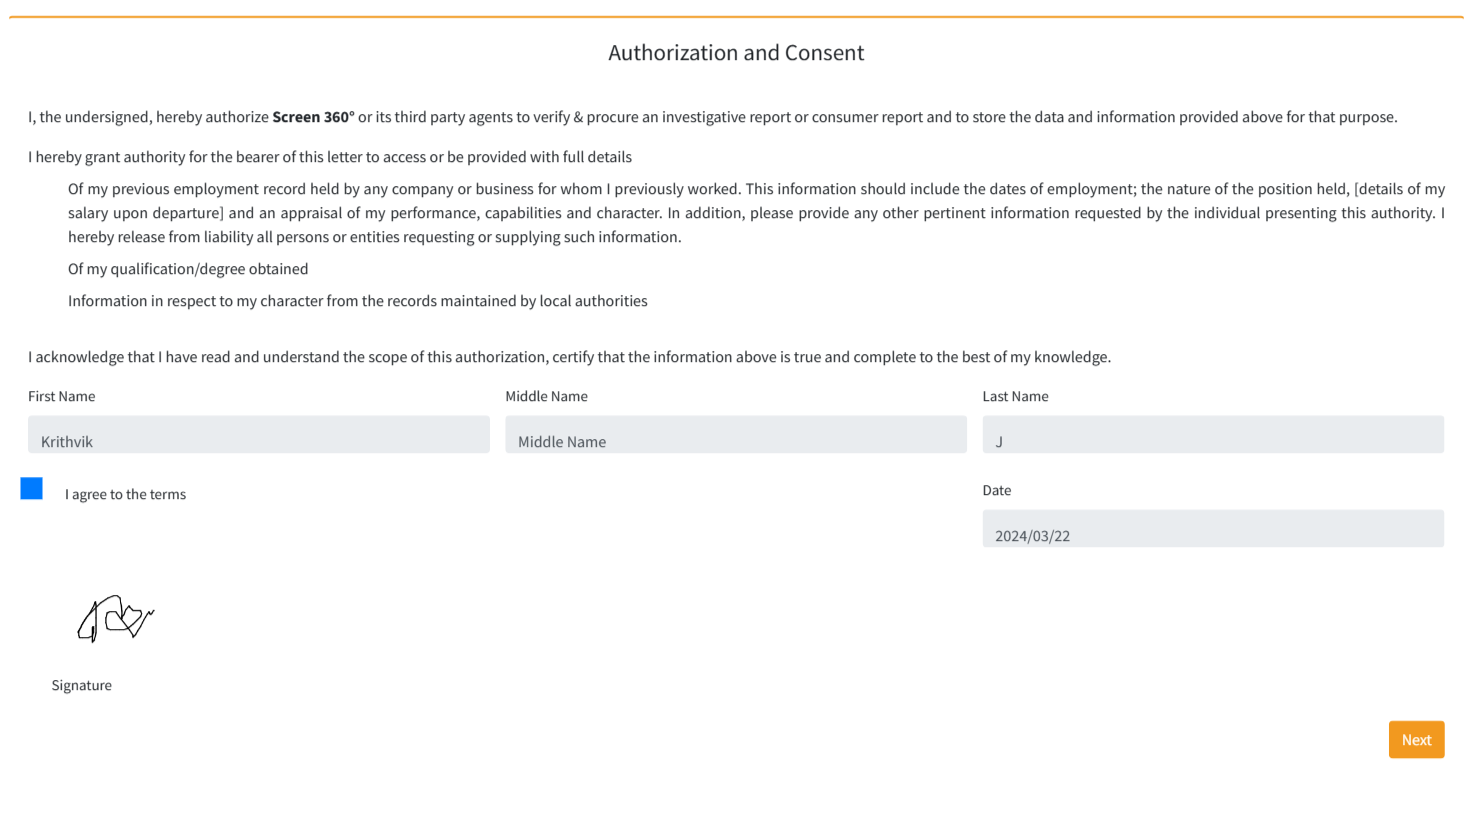 Authorization and Consent
I, the undersigned, hereby authorize Screen 360° or its third party agents to verify & procure an investigative report or consumer report and to store the data and information provided above for that purpose.
I hereby grant authority for the bearer of this letter to access or be provided with full details
Of my previous employment record held by any company or business for whom I previously worked. This information should include the dates of employment; the nature of the position held, [details of my
salary upon departure] and an appraisal of my performance, capabilities and character. In addition, please provide any other pertinent information requested by the individual presenting this authority. I
hereby release from liability all persons or entities requesting or supplying such information.
Of my qualification/degree obtained
Information in respect to my character from the records maintained by local authorities
I acknowledge that I have read and understand the scope of this authorization, certify that the information above is true and complete to the best of my knowledge.
First Name Middle Name Last Name
Krithvik Middle Name J
I agree to the terms Date
2024/03/22
Signature
Next